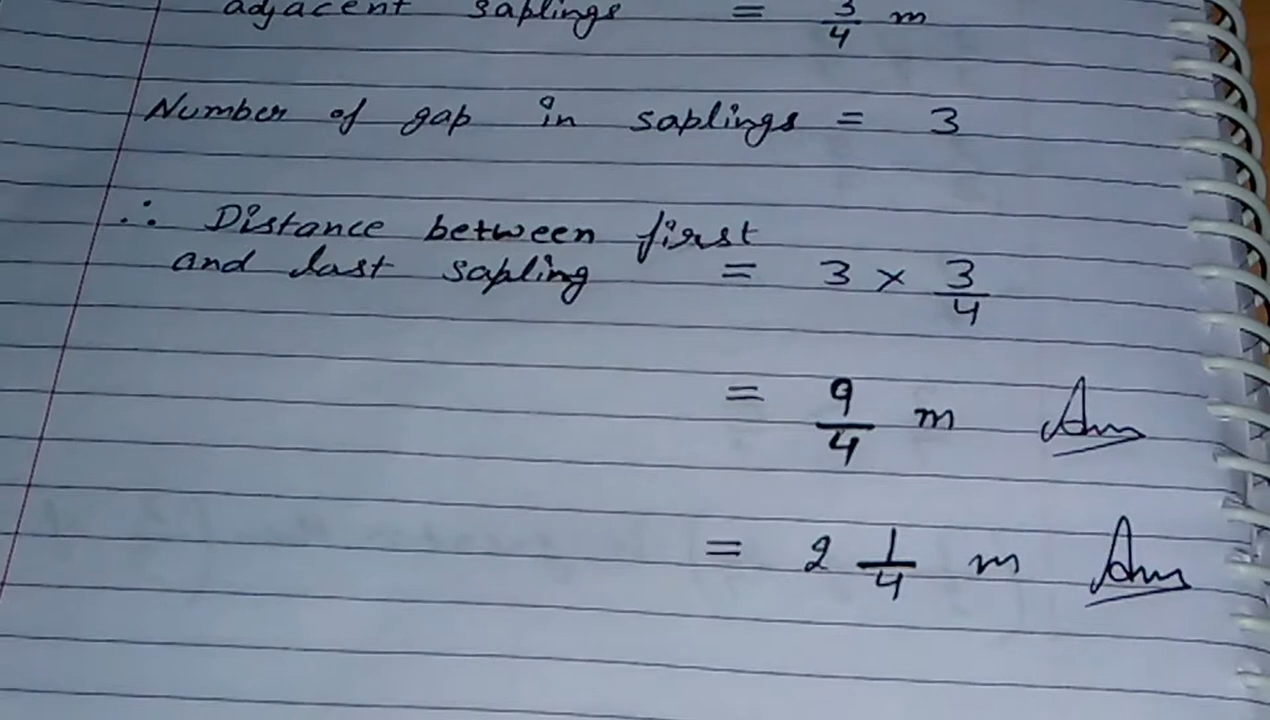 adjacent saplings = 3/4 m
Number of gap in saplings = 3
∴ Distance between first
and last sapling = 3 × 3/4
= 9/4 m Ans
= 2 1/4 m Ans